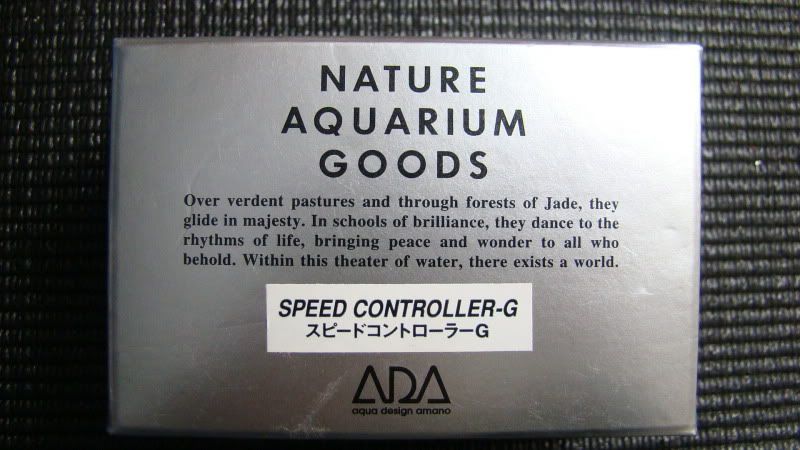 NATURE
AQUARIUM
GOODS
Over verdent pastures and through forests of Jade, they
glide in majesty. In schools of brilliance, they dance to the
rhythms of life, bringing peace and wonder to all who
behold. Within this theater of water, there exists a world.
SPEED CONTROLLER-G
スピードコントローラーG
ADA
aqua design amano